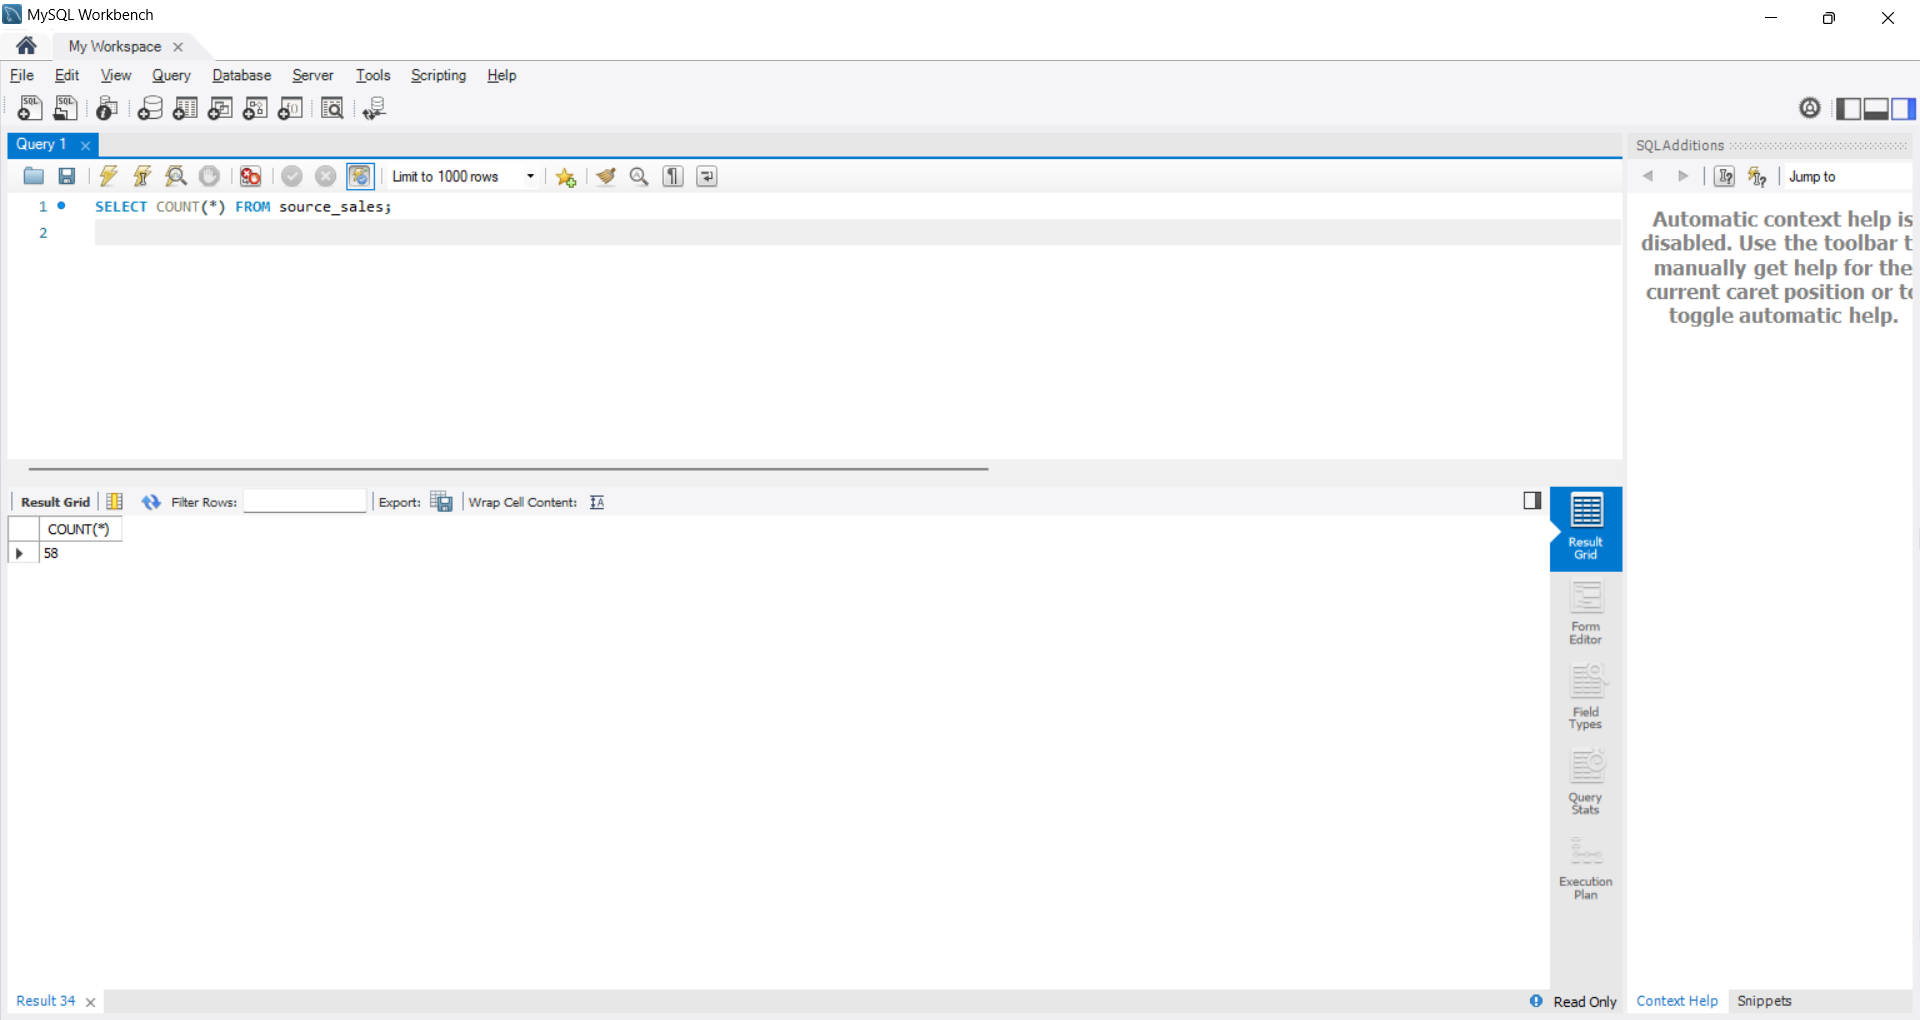 MySQL Workbench
My Workspace
File Edit View Query Database Server Tools Scripting Help
Query 1
SQLAdditions
Limit to 1000 rows
Jump to
1 SELECT COUNT(*) FROM source_sales;
2
Automatic context help is
disabled. Use the toolbar t
manually get help for the
current caret position or to
toggle automatic help.
Result Grid Filter Rows: Export: Wrap Cell Content:
COUNT(*)
58
Result
Grid
Form
Editor
Field
Types
Query
Stats
Execution
Plan
Result 34
Read Only
Context Help Snippets